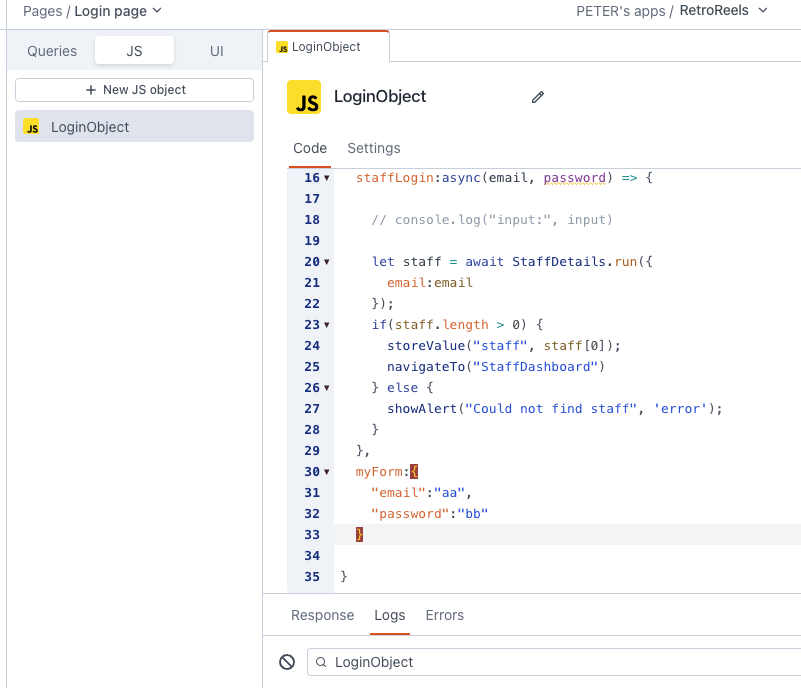 Pages / Login page
PETER's apps / RetroReels
Queries JS UI
JS LoginObject
+ New JS object
JS LoginObject
JS LoginObject
Code Settings
16 staffLogin:async(email, password) => {
17
18 // console.log("input:", input)
19
20 let staff = await StaffDetails.run({
21 email:email
22 });
23 if(staff.length > 0) {
24 storeValue("staff", staff[0]);
25 navigateTo("StaffDashboard")
26 } else {
27 showAlert("Could not find staff", 'error');
28 }
29 },
30 myForm:{
31 "email":"aa",
32 "password":"bb"
33 }
34
35 }
Response Logs Errors
LoginObject